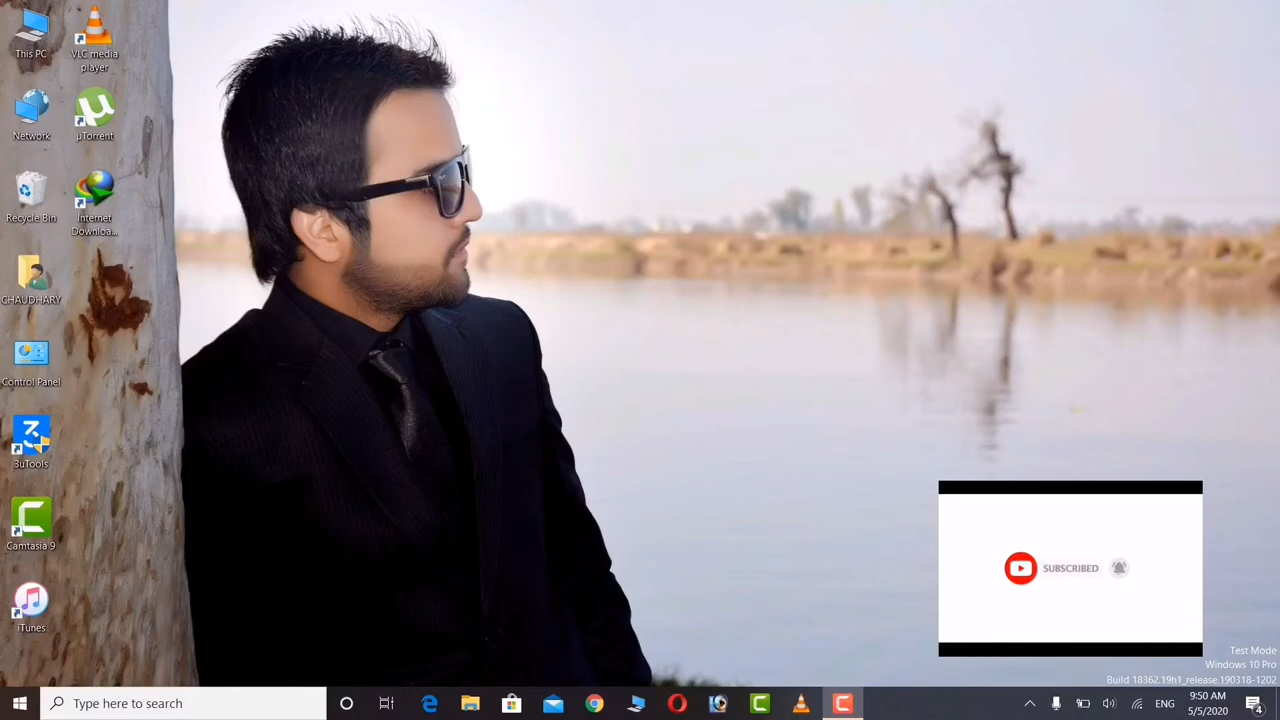 This PC
VLC media
player
Network
µTorrent
Recycle Bin
Internet
Downloa...
CHAUDHARY
Control Panel
3uTools
Camtasia 9
iTunes
SUBSCRIBED
Test Mode
Windows 10 Pro
Build 18362.19h1_release.190318-1202
Type here to search
ENG
9:50 AM
5/5/2020
4